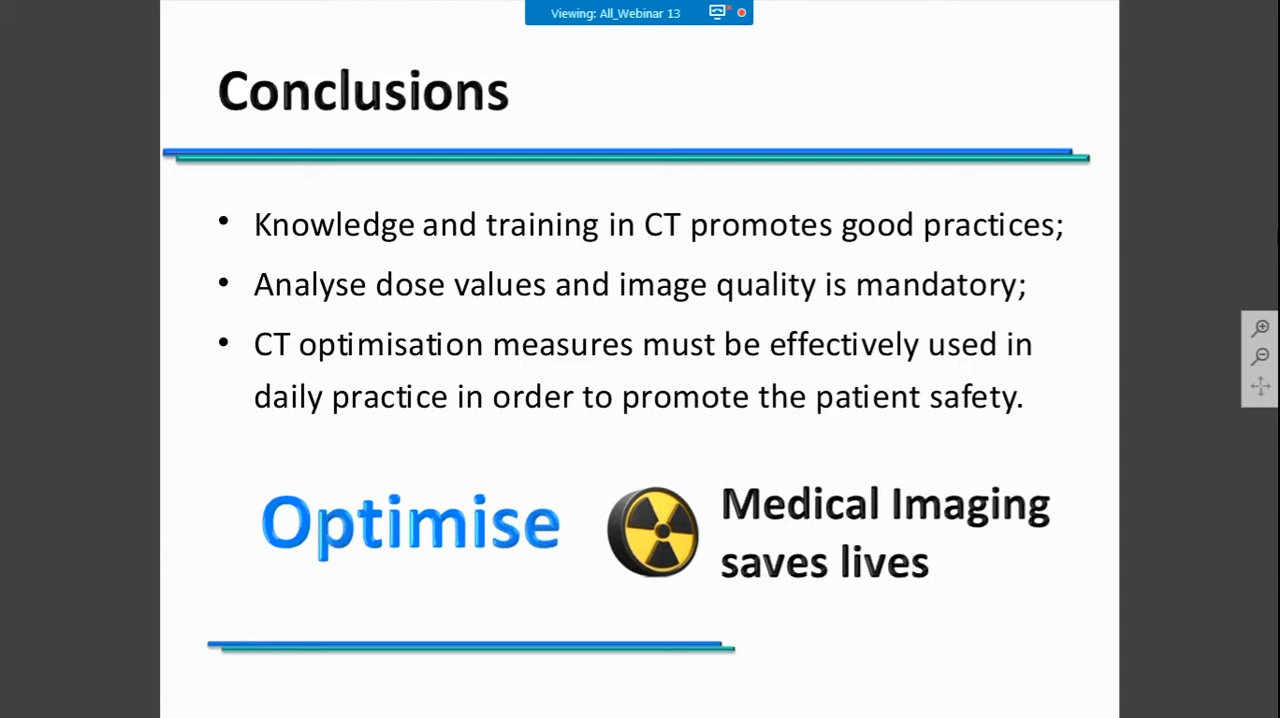 Viewing: All_Webinar 13
Conclusions
• Knowledge and training in CT promotes good practices;
• Analyse dose values and image quality is mandatory;
• CT optimisation measures must be effectively used in
daily practice in order to promote the patient safety.
Optimise
Medical Imaging
saves lives